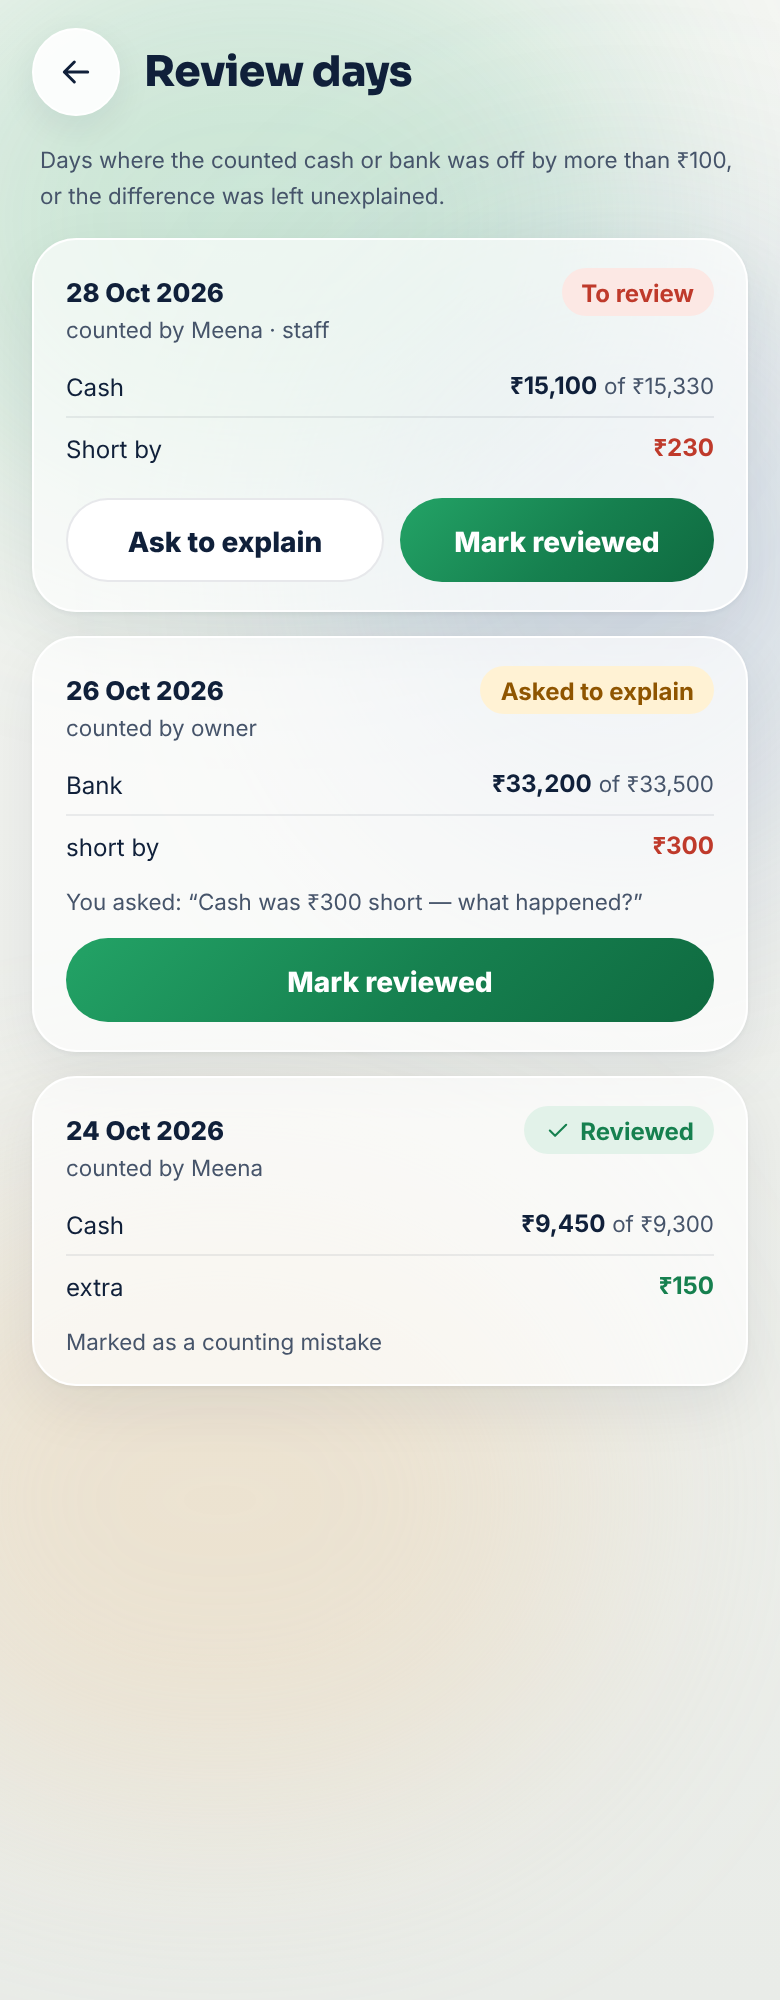 Review days
Days where the counted cash or bank was off by more than ₹100,
or the difference was left unexplained.
28 Oct 2026
To review
counted by Meena · staff
Cash
₹15,100 of ₹15,330
Short by
₹230
Ask to explain
Mark reviewed
26 Oct 2026
Asked to explain
counted by owner
Bank
₹33,200 of ₹33,500
short by
₹300
You asked: “Cash was ₹300 short — what happened?”
Mark reviewed
24 Oct 2026
Reviewed
counted by Meena
Cash
₹9,450 of ₹9,300
extra
₹150
Marked as a counting mistake